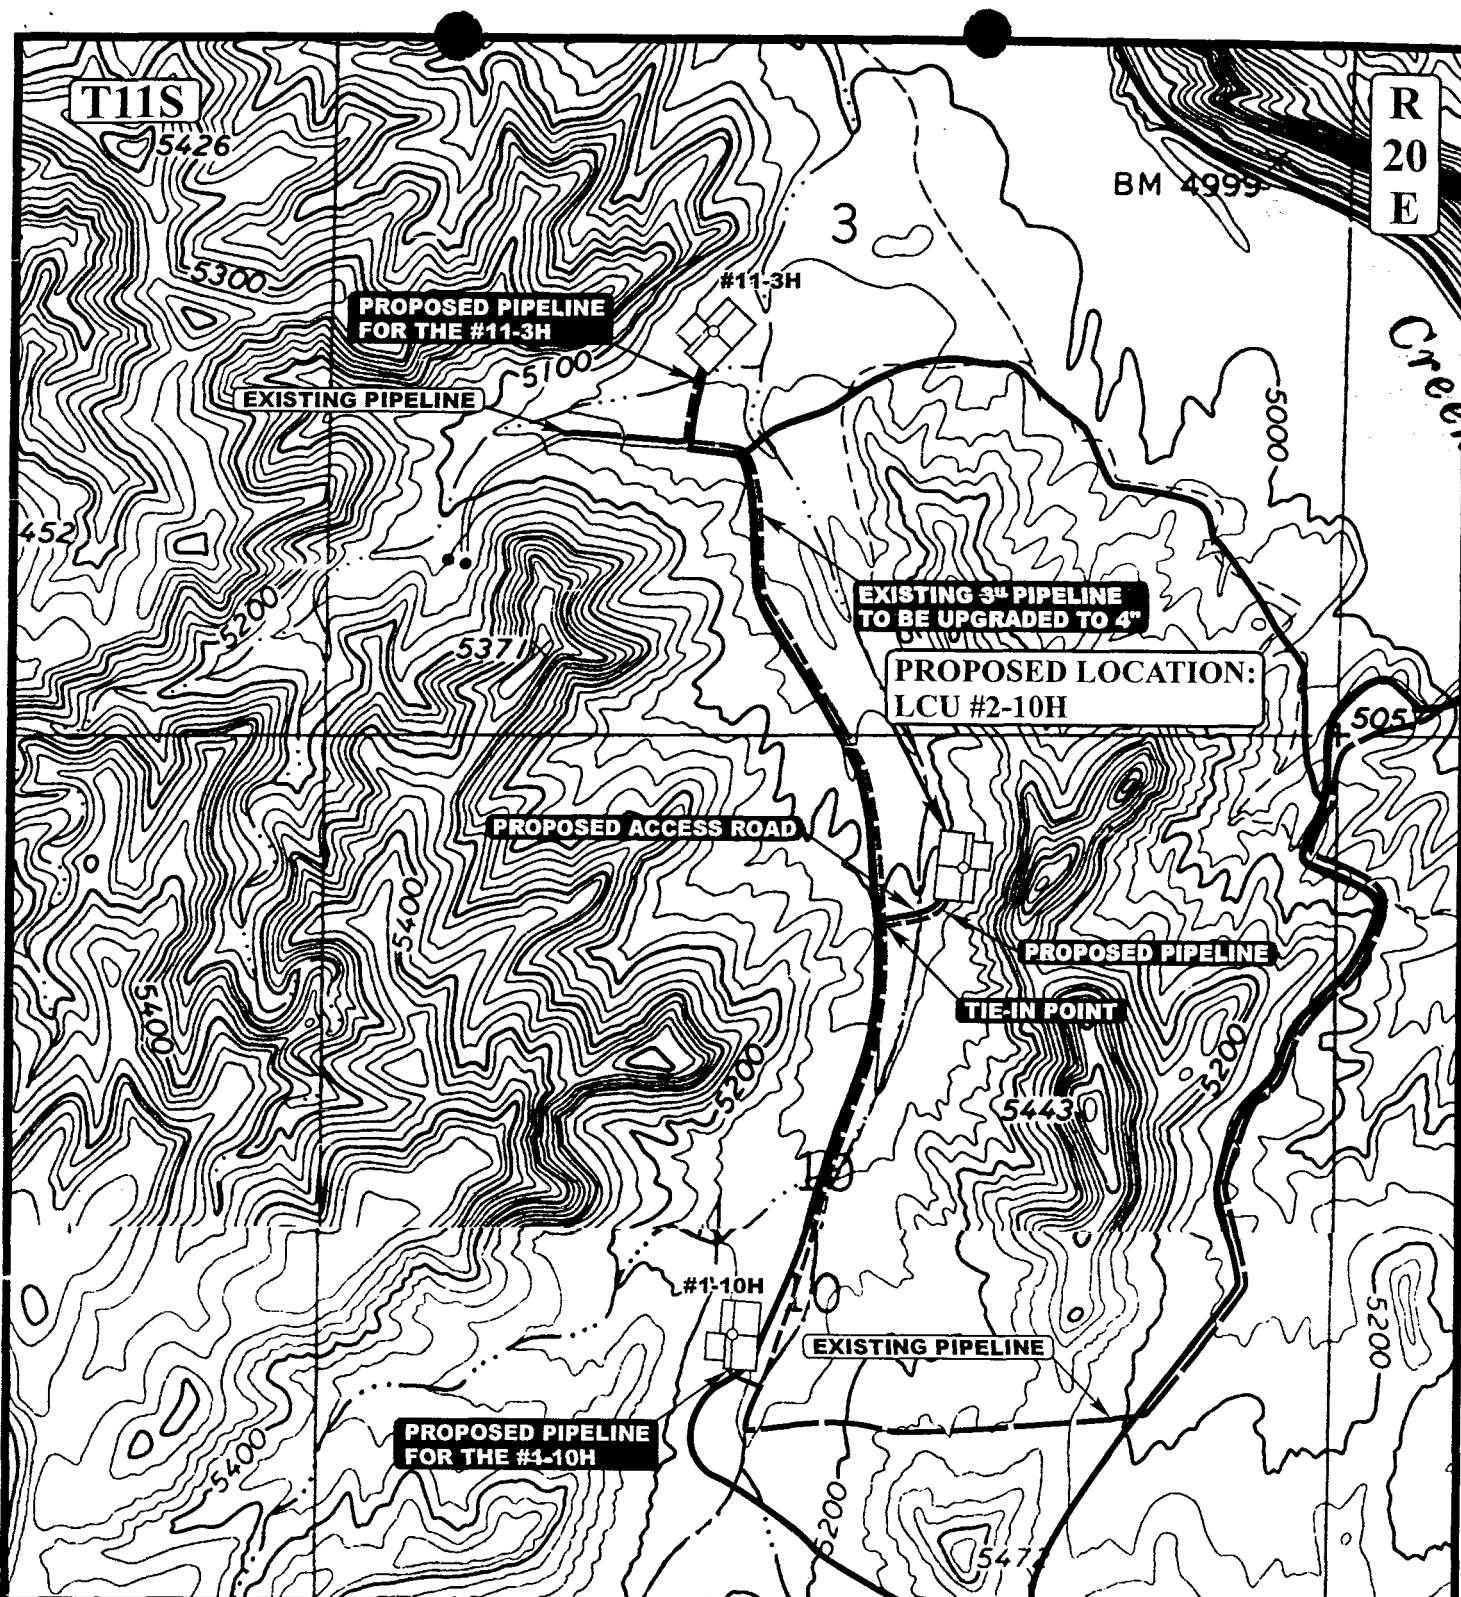 T11S
R
20
E
5426
BM 4999
3
5300
#11-3H
PROPOSED PIPELINE
FOR THE #11-3H
5100
EXISTING PIPELINE
5000
452
EXISTING 3" PIPELINE
TO BE UPGRADED TO 4"
5200
5371
PROPOSED LOCATION:
LCU #2-10H
505
PROPOSED ACCESS ROAD
5400
PROPOSED PIPELINE
TIE-IN POINT
5400
5200
5200
5443
10
#1-10H
10
EXISTING PIPELINE
5200
PROPOSED PIPELINE
FOR THE #1-10H
5400
5200
5472